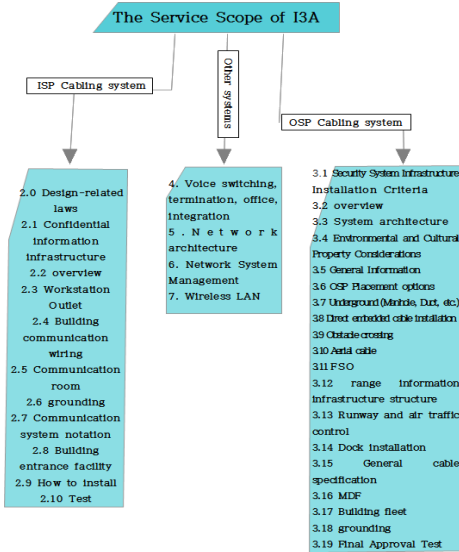 The Service Scope of I3A
ISP Cabling system
Other systems
OSP Cabling system
2.0 Design-related
laws
2.1 Confidential
information
infrastructure
2.2 overview
2.3 Workstation
Outlet
2.4 Building
communication
wiring
2.5 Communication
room
2.6 grounding
2.7 Communication
system notation
2.8 Building
entrance facility
2.9 How to install
2.10 Test
4. Voice switching,
termination, office,
integration
5 . N e t w o r k
architecture
6. Network System
Management
7. Wireless LAN
3.1 Security System Infrastructure
Installation Criteria
3.2 overview
3.3 System architecture
3.4 Environmental and Cultural
Property Considerations
3.5 General Information
3.6 OSP Placement options
3.7 Underground (Manhole, Duct, etc.)
3.8 Direct embedded cable installation
3.9 Obstacle crossing
3.10 Aerial cable
3.11 FSO
3.12 range information
infrastructure structure
3.13 Runway and air traffic
control
3.14 Dock installation
3.15 General cable
specification
3.16 MDF
3.17 Building fleet
3.18 grounding
3.19 Final Approval Test